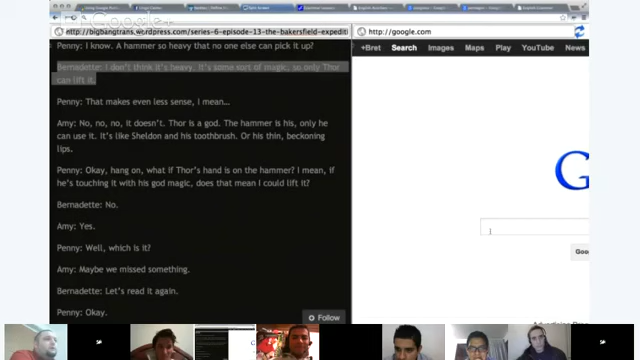 Google+
Split Screen
http://bigbangtrans.wordpress.com/series-6-episode-13-the-bakersfield-expediti
http://google.com
+Bret Search Images Maps Play YouTube News
Penny: I know. A hammer so heavy that no one else can pick it up?
Bernadette: I don't think it's heavy. It's some sort of magic, so only Thor
can lift it.
Penny: That makes even less sense, I mean…
Amy: No, no, no, it doesn't. Thor is a god. The hammer is his, only he
can use it. It's like Sheldon and his toothbrush. Or his thin, beckoning
lips.
Penny: Okay, hang on, what if Thor's hand is on the hammer? I mean, if
he's touching it with his god magic, does that mean I could lift it?
Bernadette: No.
Amy: Yes.
Penny: Well, which is it?
Amy: Maybe we missed something.
Bernadette: Let's read it again.
Penny: Okay.
Follow
G
Goo